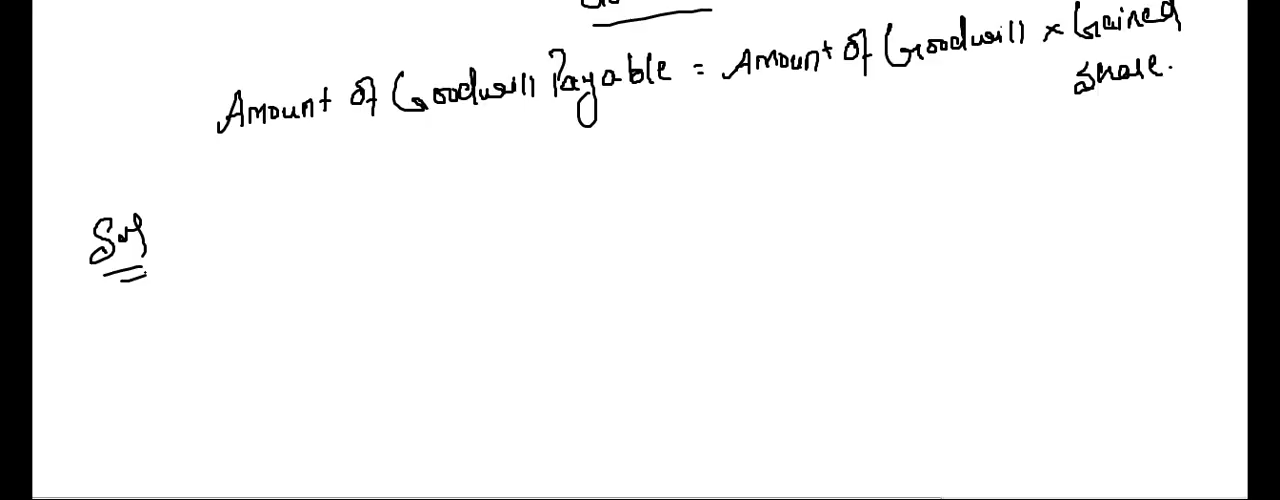 Amount of Goodwill Payable = Amount of Goodwill × Gained
share.
Sol